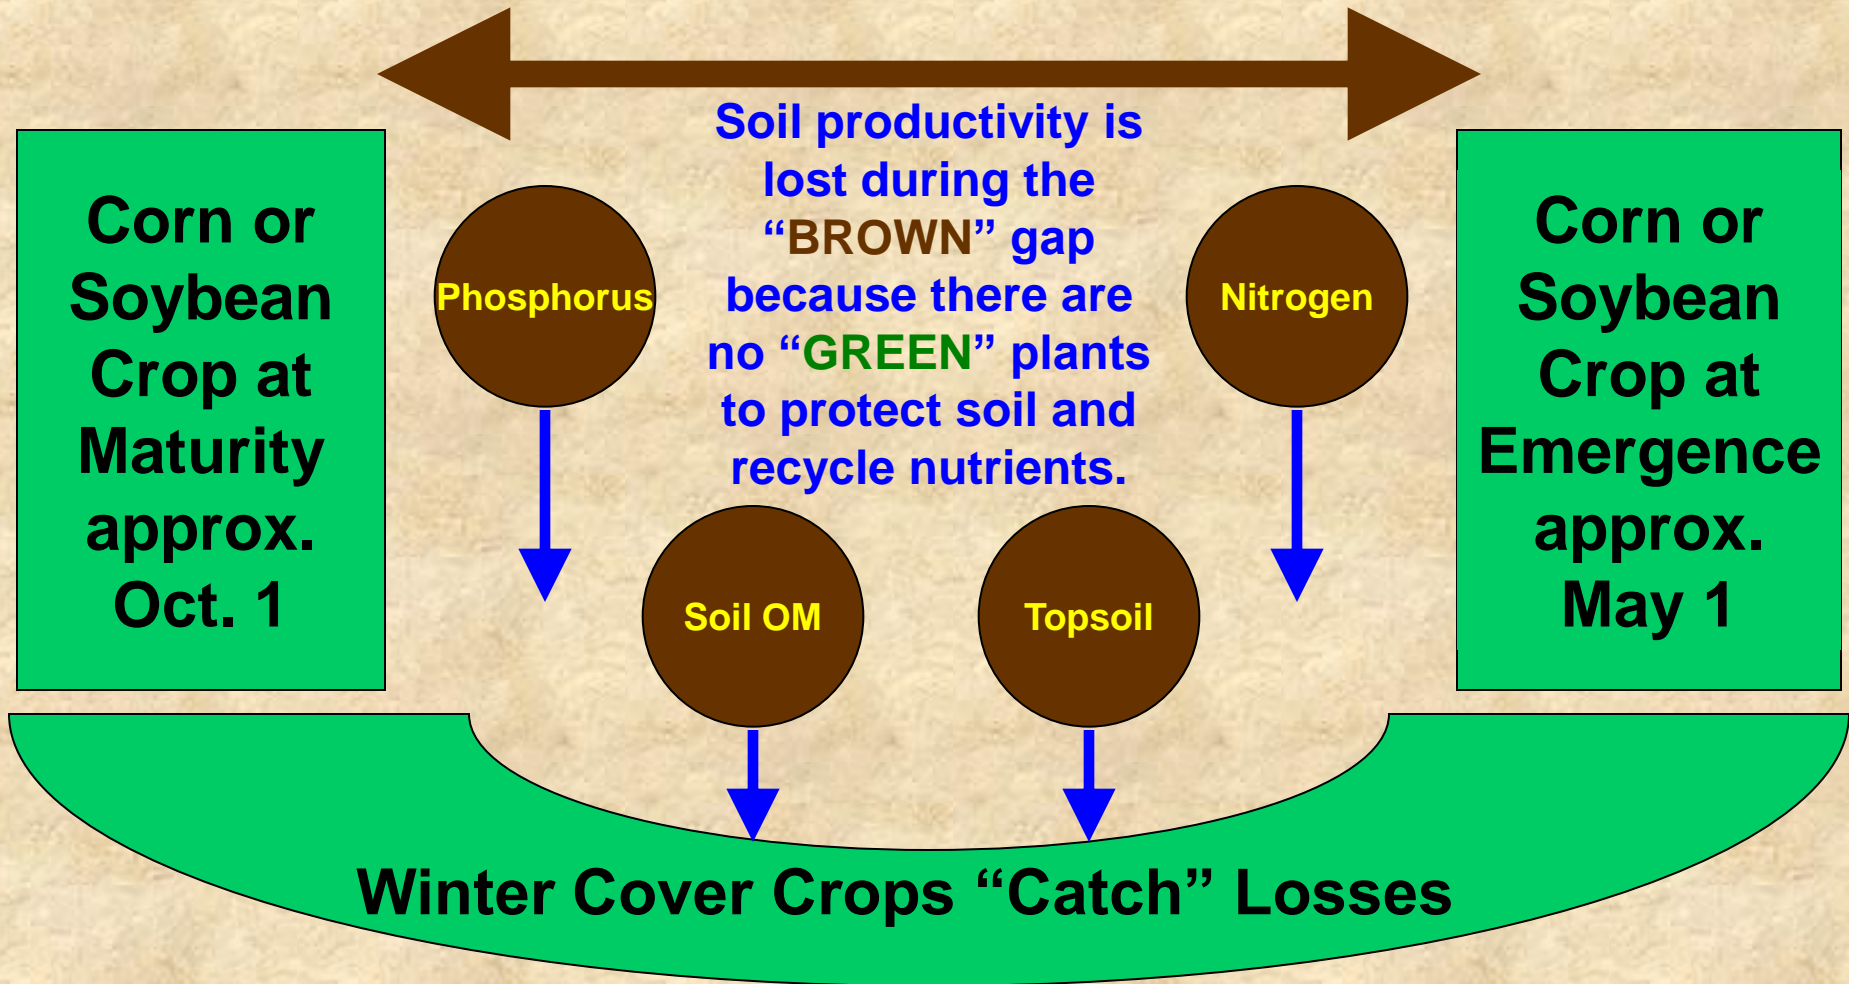 Corn or
Soybean
Crop at
Maturity
approx.
Oct. 1
Phosphorus
Soil productivity is
lost during the
“BROWN” gap
because there are
no “GREEN” plants
to protect soil and
recycle nutrients.
Nitrogen
Corn or
Soybean
Crop at
Emergence
approx.
May 1
Soil OM
Topsoil
Winter Cover Crops “Catch” Losses